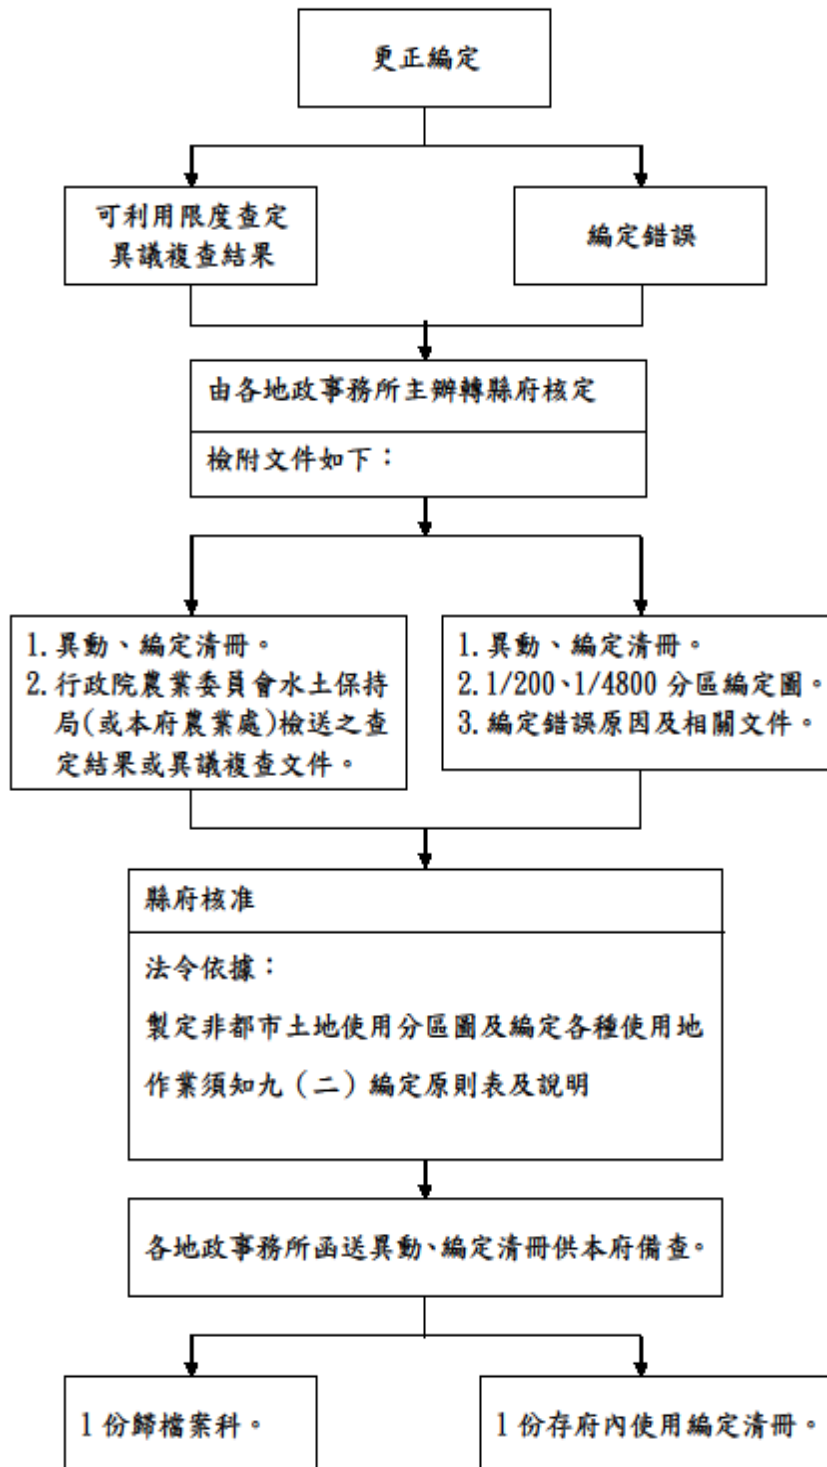 更正編定
可利用限度查定
異議複查結果
編定錯誤
由各地政事務所主辦轉縣府核定
檢附文件如下：
1.異動、編定清冊。
2.行政院農業委員會水土保持
局(或本府農業處)檢送之查
定結果或異議複查文件。
1.異動、編定清冊。
2.1/200、1/4800 分區編定圖。
3.編定錯誤原因及相關文件。
縣府核准
法令依據：
製定非都市土地使用分區圖及編定各種使用地
作業須知九（二）編定原則表及說明
各地政事務所函送異動、編定清冊供本府備查。
1 份歸檔案科。
1 份存府內使用編定清冊。